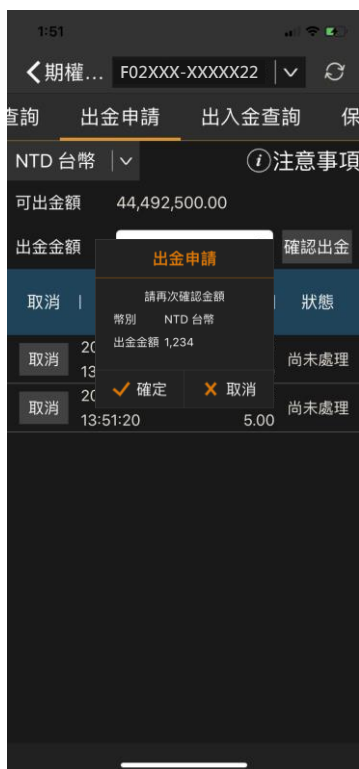 1:51
期權... F02XXX-XXXXX22
查詢 出金申請 出入金查詢 保
NTD 台幣 注意事項
可出金額 44,492,500.00
出金金額 確認出金
出金申請
請再次確認金額
幣別 NTD 台幣
出金金額 1,234
確定 取消
取消 狀態
取消 20 尚未處理
13
取消 20 尚未處理
13:51:20 5.00